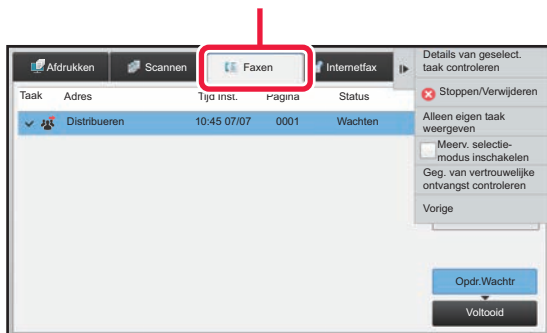 Afdrukken
Scannen
Faxen
Internetfax
Details van geselect.
taak controleren
Stoppen/Verwijderen
Alleen eigen taak
weergeven
Meerv. selectie-
modus inschakelen
Geg. van vertrouwelijke
ontvangst controleren
Vorige
Taak Adres Tijd Inst. Pagina Status
Distribueren 10:45 07/07 0001 Wachten
Opdr.Wachtr
Voltooid